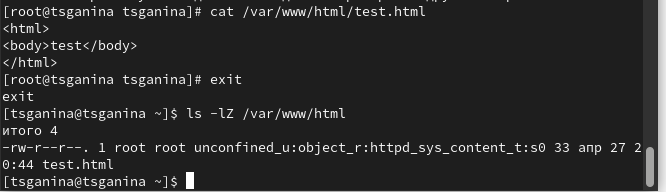 [root@tsganina tsganina]# cat /var/www/html/test.html
<html>
<body>test</body>
</html>
[root@tsganina tsganina]# exit
exit
[tsganina@tsganina ~]$ ls -lZ /var/www/html
итого 4
-rw-r--r--. 1 root root unconfined_u:object_r:httpd_sys_content_t:s0 33 апр 27 2
0:44 test.html
[tsganina@tsganina ~]$